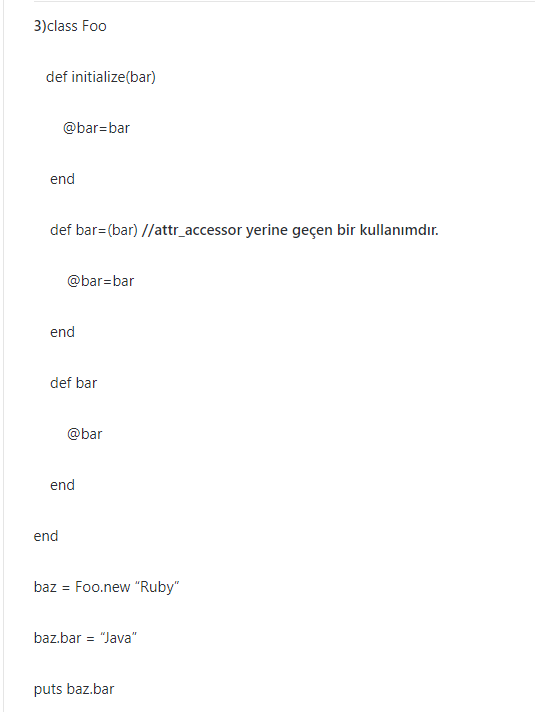 3)class Foo
def initialize(bar)
@bar=bar
end
def bar=(bar) //attr_accessor yerine geçen bir kullanımdır.
@bar=bar
end
def bar
@bar
end
end
baz = Foo.new “Ruby”
baz.bar = “Java”
puts baz.bar